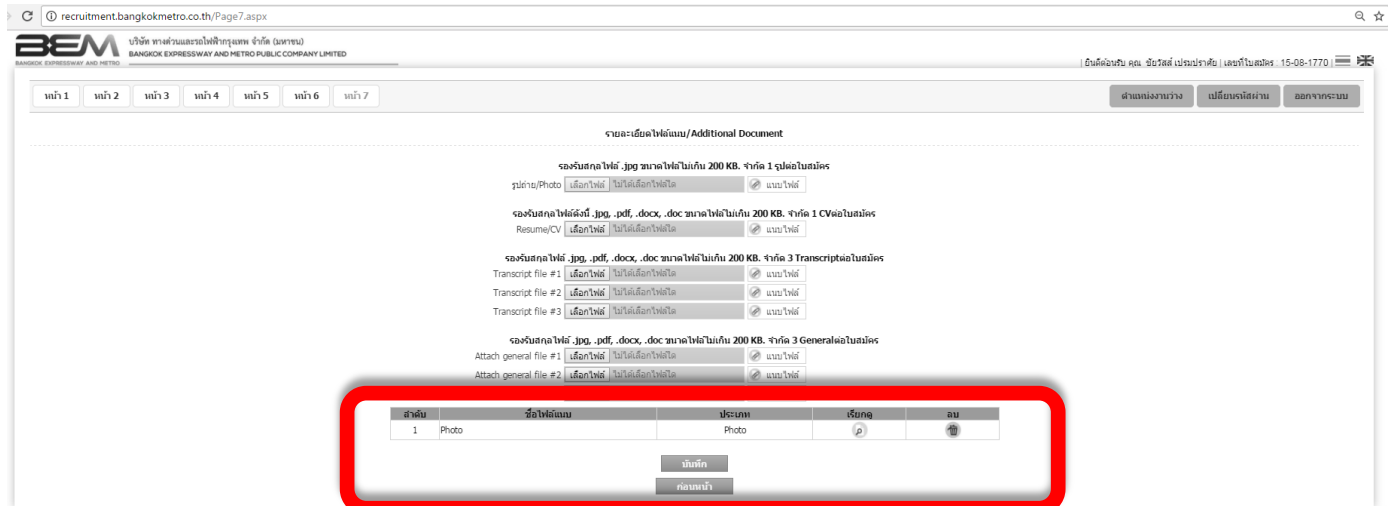 recruitment.bangkokmetro.co.th/Page7.aspx
BEM
BANGKOK EXPRESSWAY AND METRO
บริษัท ทางด่วนและรถไฟฟ้ากรุงเทพ จำกัด (มหาชน)
BANGKOK EXPRESSWAY AND METRO PUBLIC COMPANY LIMITED
| ยินดีต้อนรับ คุณ ชัยวัสส์ เปรมปราศัย | เลขที่ใบสมัคร : 15-08-1770 |
หน้า 1 หน้า 2 หน้า 3 หน้า 4 หน้า 5 หน้า 6 หน้า 7 ตำแหน่งงานว่าง เปลี่ยนรหัสผ่าน ออกจากระบบ
รายละเอียดไฟล์แนบ/Additional Document
รองรับสกุลไฟล์ .jpg ขนาดไฟล์ไม่เกิน 200 KB. จำกัด 1 รูปต่อใบสมัคร
รูปถ่าย/Photo เลือกไฟล์ ไม่ได้เลือกไฟล์ใด แนบไฟล์
รองรับสกุลไฟล์ดังนี้ .jpg, .pdf, .docx, .doc ขนาดไฟล์ไม่เกิน 200 KB. จำกัด 1 CVต่อใบสมัคร
Resume/CV เลือกไฟล์ ไม่ได้เลือกไฟล์ใด แนบไฟล์
รองรับสกุลไฟล์ .jpg, .pdf, .docx, .doc ขนาดไฟล์ไม่เกิน 200 KB. จำกัด 3 Transcriptต่อใบสมัคร
Transcript file #1 เลือกไฟล์ ไม่ได้เลือกไฟล์ใด แนบไฟล์
Transcript file #2 เลือกไฟล์ ไม่ได้เลือกไฟล์ใด แนบไฟล์
Transcript file #3 เลือกไฟล์ ไม่ได้เลือกไฟล์ใด แนบไฟล์
รองรับสกุลไฟล์ .jpg, .pdf, .docx, .doc ขนาดไฟล์ไม่เกิน 200 KB. จำกัด 3 Generalต่อใบสมัคร
Attach general file #1 เลือกไฟล์ ไม่ได้เลือกไฟล์ใด แนบไฟล์
Attach general file #2 เลือกไฟล์ ไม่ได้เลือกไฟล์ใด แนบไฟล์
ลำดับ ชื่อไฟล์แนบ ประเภท เรียกดู ลบ
1 Photo Photo
บันทึก
ก่อนหน้า